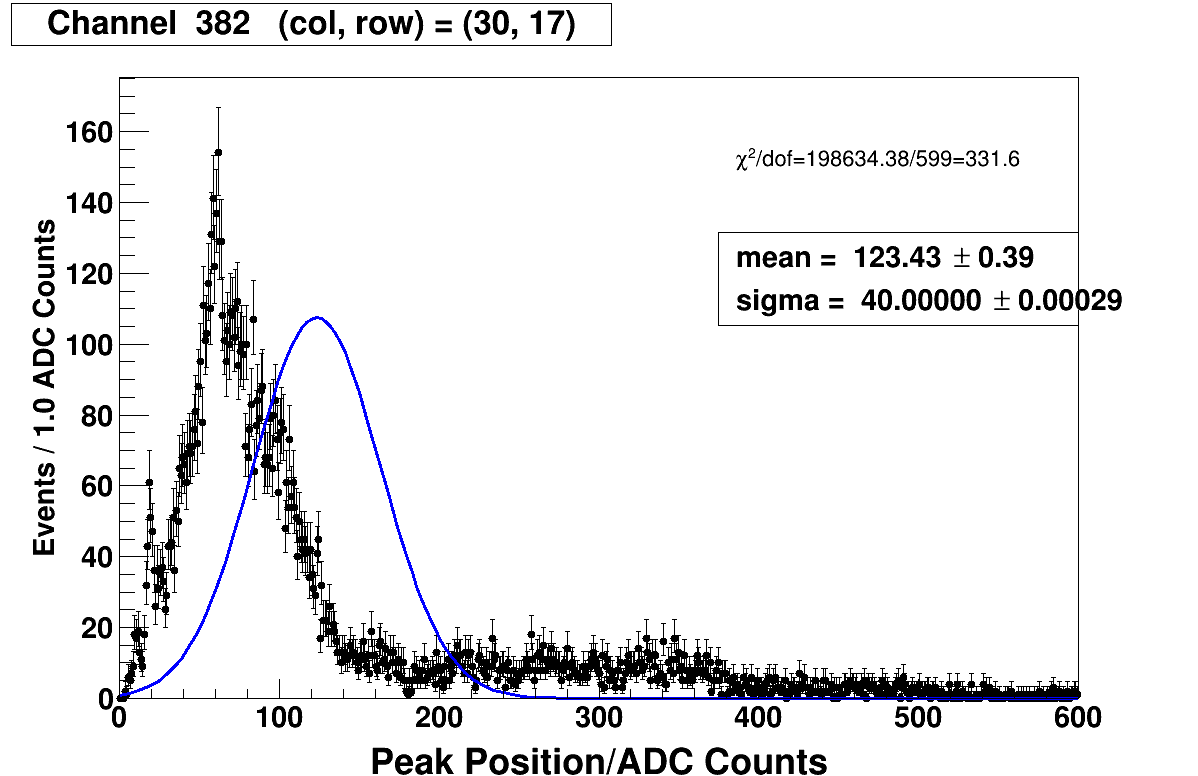 Channel 382 (col, row) = (30, 17)
χ²/dof=198634.38/599=331.6
mean = 123.43 ± 0.39
sigma = 40.00000 ± 0.00029
Events / 1.0 ADC Counts
160
140
120
100
80
60
40
20
0
0 100 200 300 400 500 600
Peak Position/ADC Counts